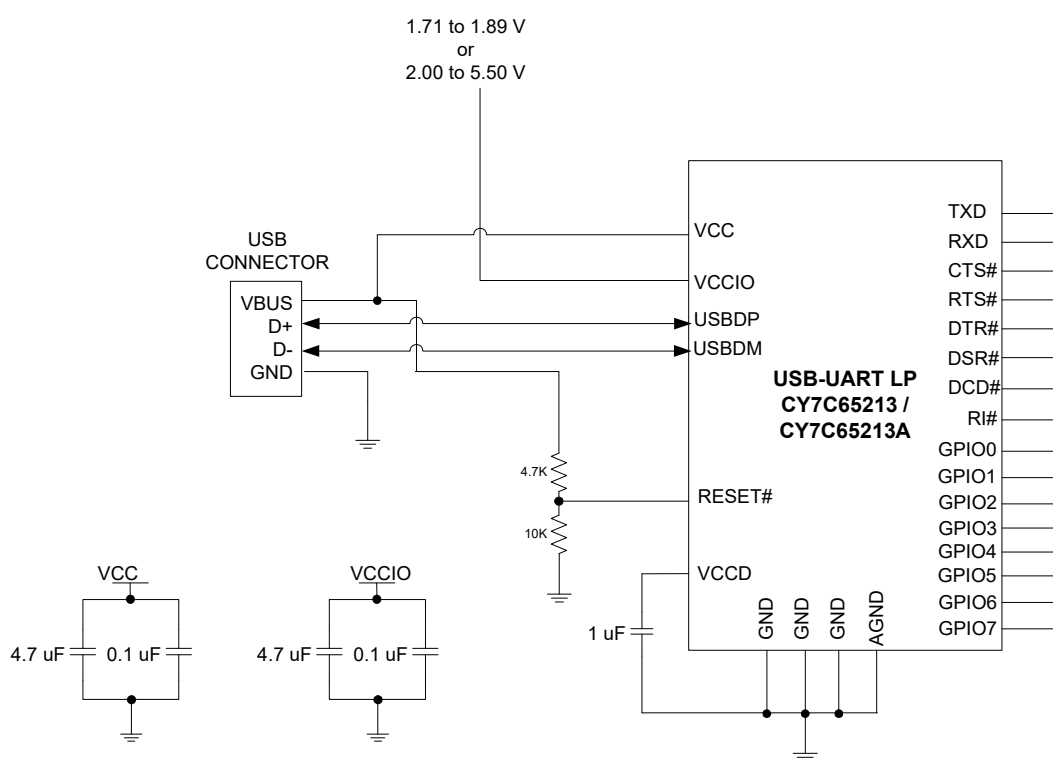 1.71 to 1.89 V
or
2.00 to 5.50 V
USB
CONNECTOR
VBUS
D+
D-
GND
VCC
VCCIO
USBDP
USBDM
RESET#
VCCD
USB-UART LP
CY7C65213 /
CY7C65213A
GND
GND
GND
AGND
TXD
RXD
CTS#
RTS#
DTR#
DSR#
DCD#
RI#
GPIO0
GPIO1
GPIO2
GPIO3
GPIO4
GPIO5
GPIO6
GPIO7
4.7K
10K
1 uF
VCC
4.7 uF
0.1 uF
VCCIO
4.7 uF
0.1 uF